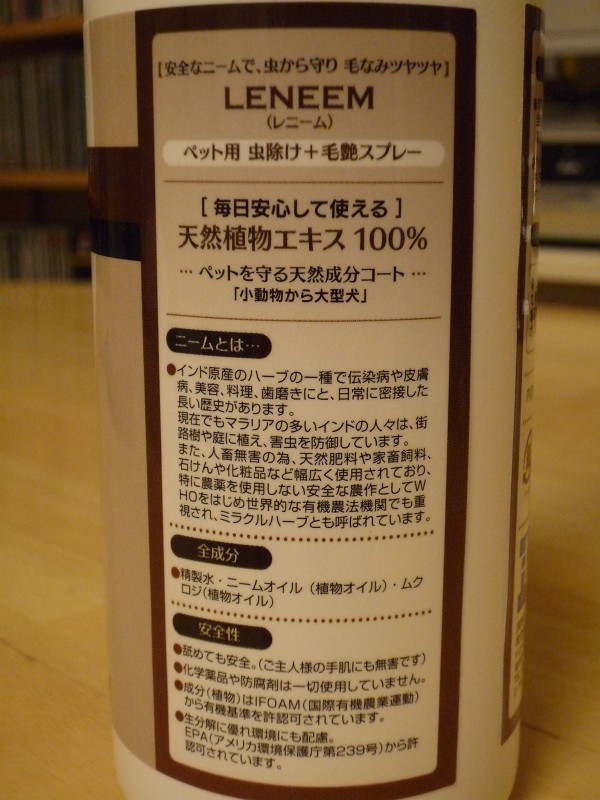 [安全なニームで、虫から守り 毛なみツヤツヤ]
LENEEM
(レニーム)
ペット用 虫除け+毛艶スプレー
[ 毎日安心して使える ]
天然植物エキス 100%
… ペットを守る天然成分コート …
「小動物から大型犬」
ニームとは…
●インド原産のハーブの一種で伝染病や皮膚
病、美容、料理、歯磨きにと、日常に密接した
長い歴史があります。
現在でもマラリアの多いインドの人々は、街
路樹や庭に植え、害虫を防御しています。
また、人畜無害の為、天然肥料や家畜飼料、
石けんや化粧品など幅広く使用されており、
特に農薬を使用しない安全な農作としてW
HOをはじめ世界的な有機農法機関でも重
視され、ミラクルハーブとも呼ばれています。
全成分
●精製水・ニームオイル (植物オイル)・ムク
ロジ(植物オイル)
安全性
●舐めても安全。(ご主人様の手肌にも無害です)
●化学薬品や防腐剤は一切使用していません。
●成分(植物)はIFOAM(国際有機農業運動)
から有機基準を許認可されています。
●生分解に優れ環境にも配慮。
EPA(アメリカ環境保護庁第239号)から許
認可されています。